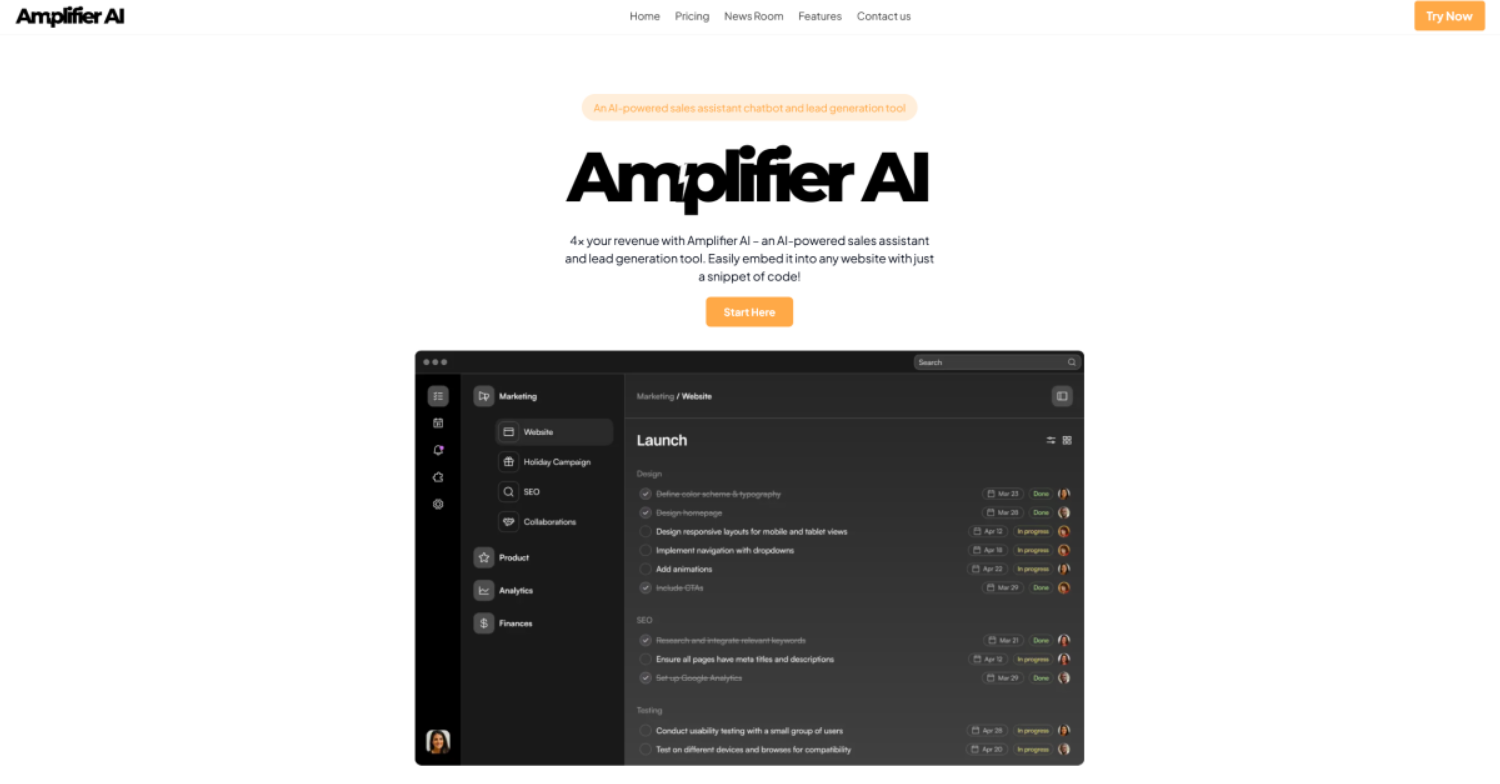 Amplifier AI
Home Pricing News Room Features Contact us
Try Now
An AI-powered sales assistant chatbot and lead generation tool
Amplifier AI
4× your revenue with Amplifier AI – an AI-powered sales assistant
and lead generation tool. Easily embed it into any website with just
a snippet of code!
Start Here
Search
Marketing
Website
Holiday Campaign
SEO
Collaborations
Product
Analytics
Finances
Marketing / Website
Launch
Design
Define color scheme & typography Mar 23 Done
Design homepage Mar 28 Done
Design responsive layouts for mobile and tablet views Apr 12 In progress
Implement navigation with dropdowns Apr 18 In progress
Add animations Apr 22 In progress
Include CTAs Mar 29 Done
SEO
Research and integrate relevant keywords Mar 21 Done
Ensure all pages have meta titles and descriptions Apr 12 In progress
Set up Google Analytics Mar 29 Done
Testing
Conduct usability testing with a small group of users Apr 28 In progress
Test on different devices and browses for compatibility Apr 20 In progress